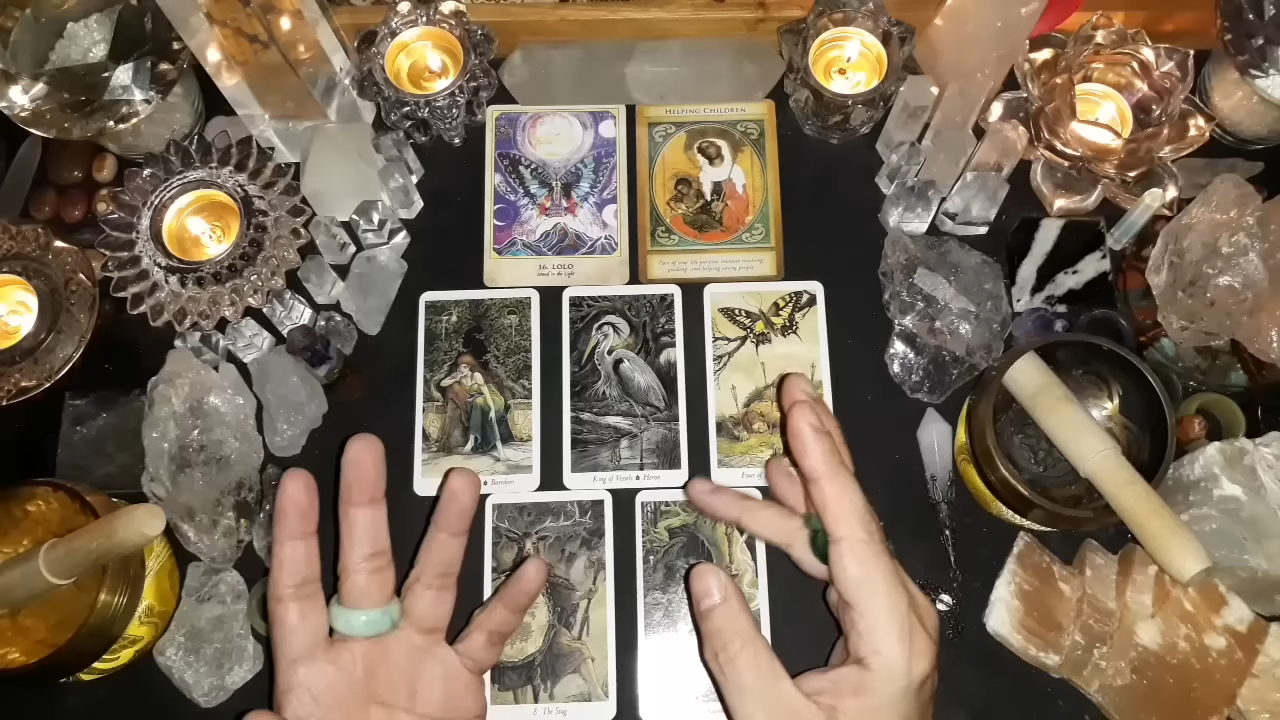 HELPING CHILDREN
16. LOLO
Stand in the Light
Part of your life purpose involves teaching,
guiding, and helping young people
Boredom
King of Vessels Heron
Four of
8 The Stag